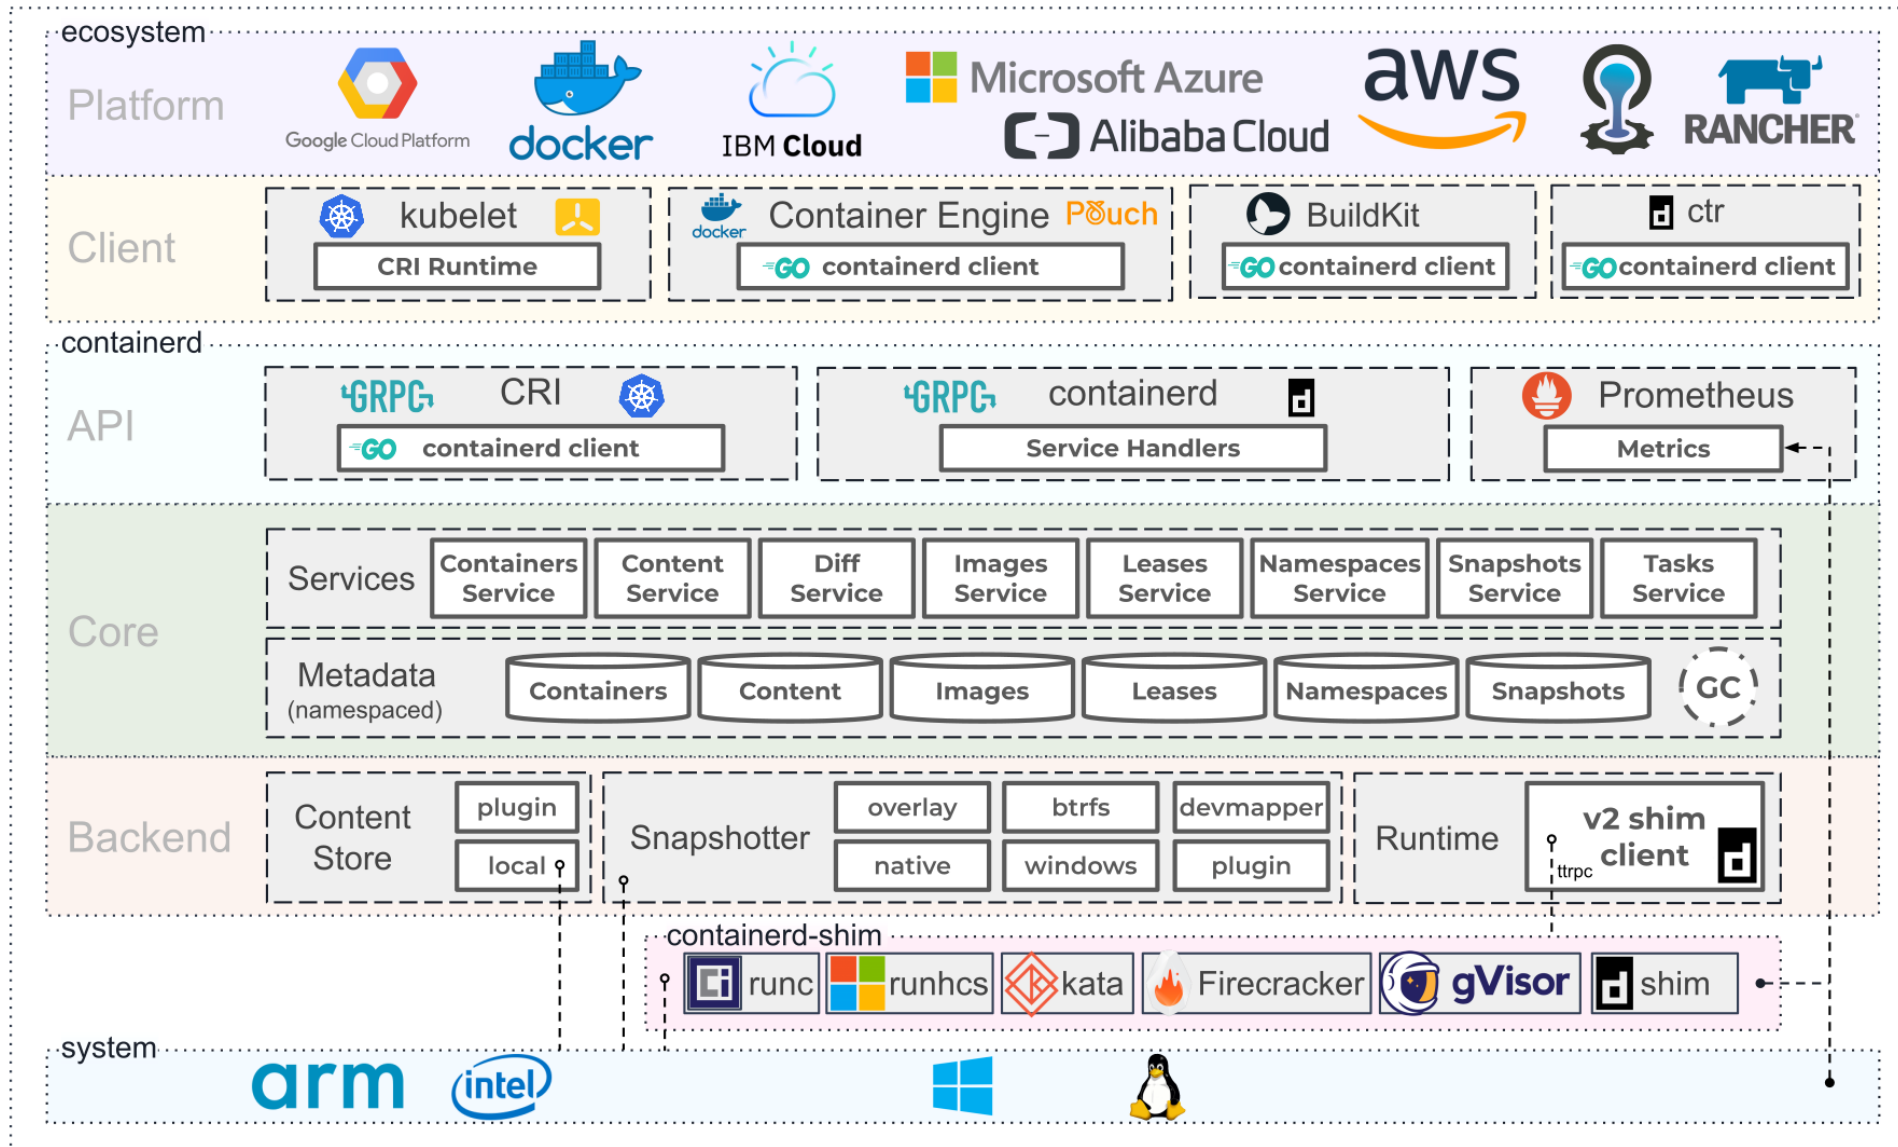 ecosystem
Platform
Google Cloud Platform
docker
IBM Cloud
Microsoft Azure
Alibaba Cloud
aws
RANCHER
Client
kubelet
CRI Runtime
docker
Container Engine
Pouch
GO containerd client
BuildKit
GO containerd client
d ctr
GO containerd client
containerd
API
GRPC CRI
GO containerd client
GRPC containerd d
Service Handlers
Prometheus
Metrics
Core
Services
Containers
Service
Content
Service
Diff
Service
Images
Service
Leases
Service
Namespaces
Service
Snapshots
Service
Tasks
Service
Metadata
(namespaced)
Containers
Content
Images
Leases
Namespaces
Snapshots
GC
Backend
Content
Store
plugin
local
Snapshotter
overlay
btrfs
devmapper
native
windows
plugin
Runtime
v2 shim
client
ttrpc
d
containerd-shim
Ci runc
runhcs
kata
Firecracker
gVisor
d shim
system
arm
intel